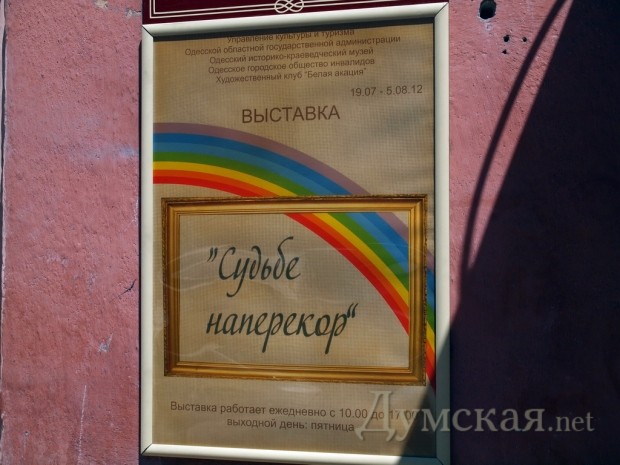 Управление культуры и туризма
Одесской областной государственной администрации
Одесский историко-краеведческий музей
Одесское городское общество инвалидов
Художественный клуб "Белая акация"
19.07 - 5.08.12
ВЫСТАВКА
"Судьбе
наперекор"
Выставка работает ежедневно с 10.00 до 17.00
выходной день: пятница
Думская.net